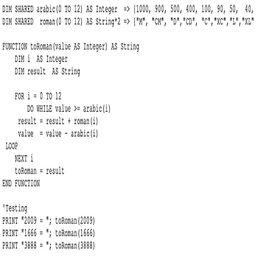 DIM SHARED arabic(0 TO 12) AS Integer => {1000, 900, 500, 400, 100, 90, 50, 40,
DIM SHARED roman(0 TO 12) AS String*2 => {"M", "CM", "D","CD", "C","XC","L","XL"
FUNCTION toRoman(value AS Integer) AS String
DIM i AS Integer
DIM result AS String
FOR i = 0 TO 12
DO WHILE value >= arabic(i)
result = result + roman(i)
value = value - arabic(i)
LOOP
NEXT i
toRoman = result
END FUNCTION
'Testing
PRINT "2009 = "; toRoman(2009)
PRINT "1666 = "; toRoman(1666)
PRINT "3888 = "; toRoman(3888)